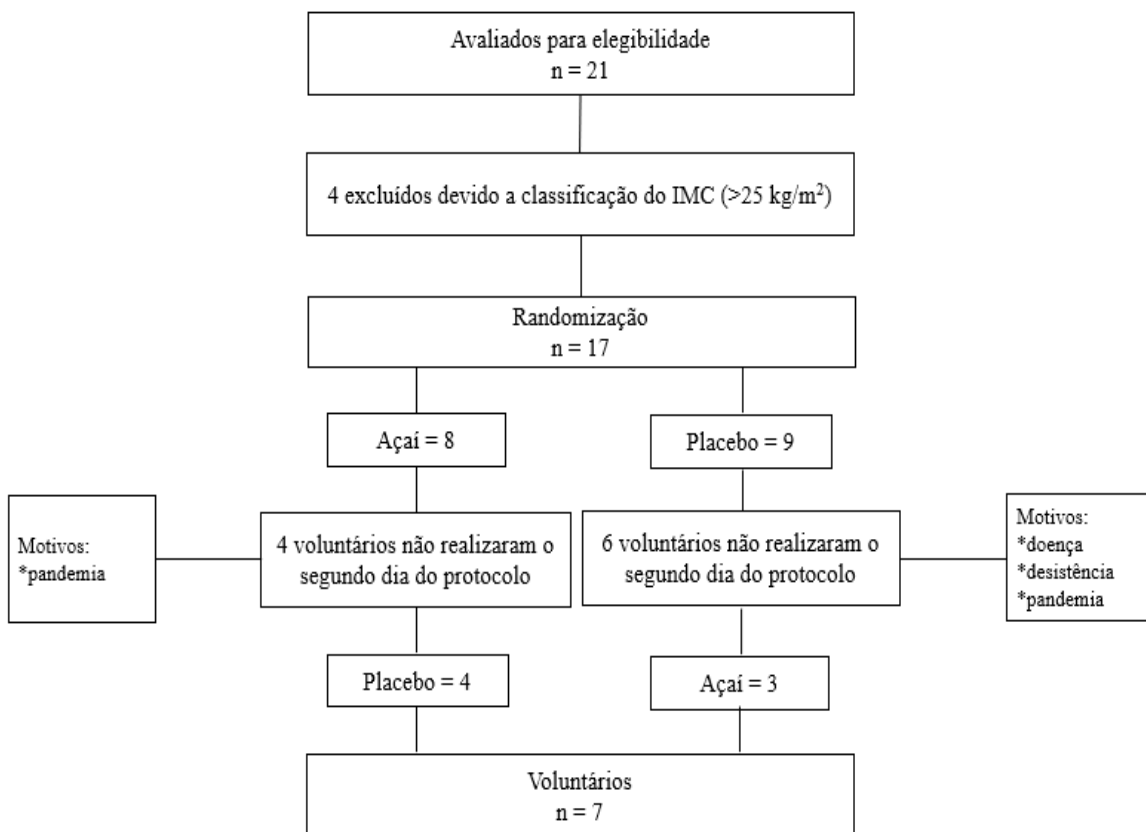 Avaliados para elegibilidade
n = 21
4 excluídos devido a classificação do IMC (>25 kg/m²)
Randomização
n = 17
Açaí = 8
Placebo = 9
Motivos:
*pandemia
4 voluntários não realizaram o
segundo dia do protocolo
6 voluntários não realizaram o
segundo dia do protocolo
Motivos:
*doença
*desistência
*pandemia
Placebo = 4
Açaí = 3
Voluntários
n = 7